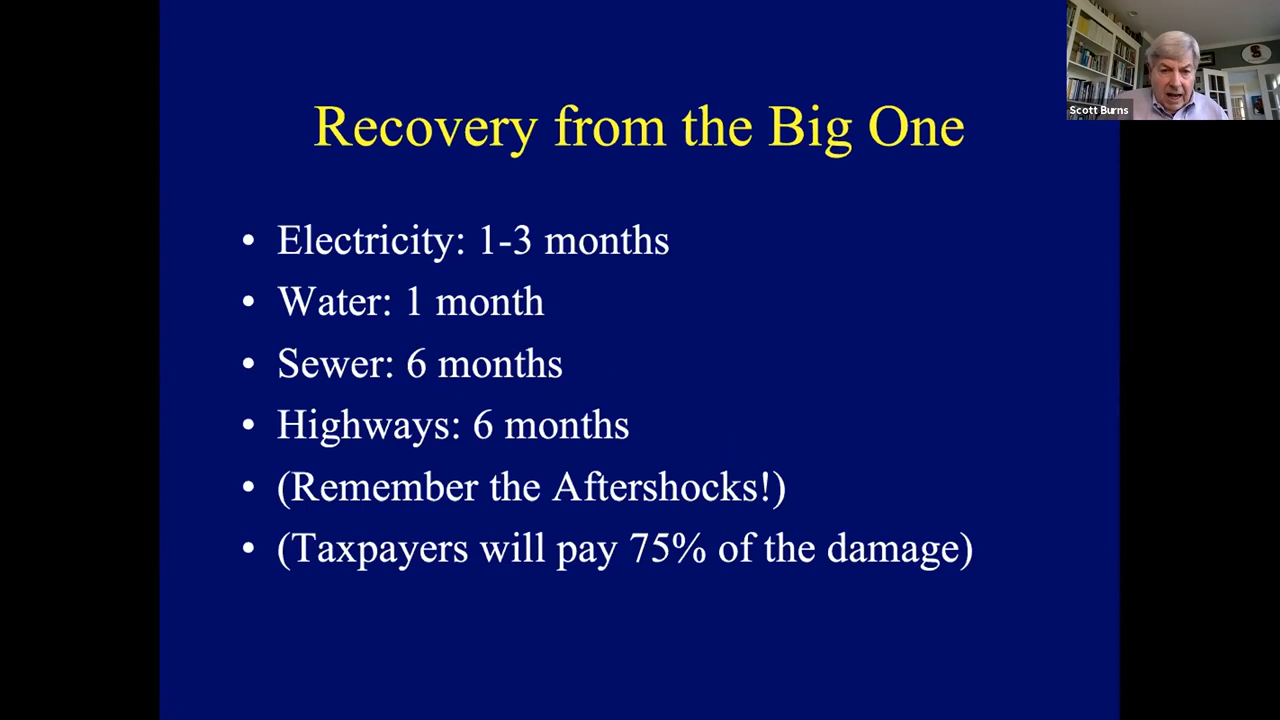 Recovery from the Big One
• Electricity: 1-3 months
• Water: 1 month
• Sewer: 6 months
• Highways: 6 months
• (Remember the Aftershocks!)
• (Taxpayers will pay 75% of the damage)
Scott Burns